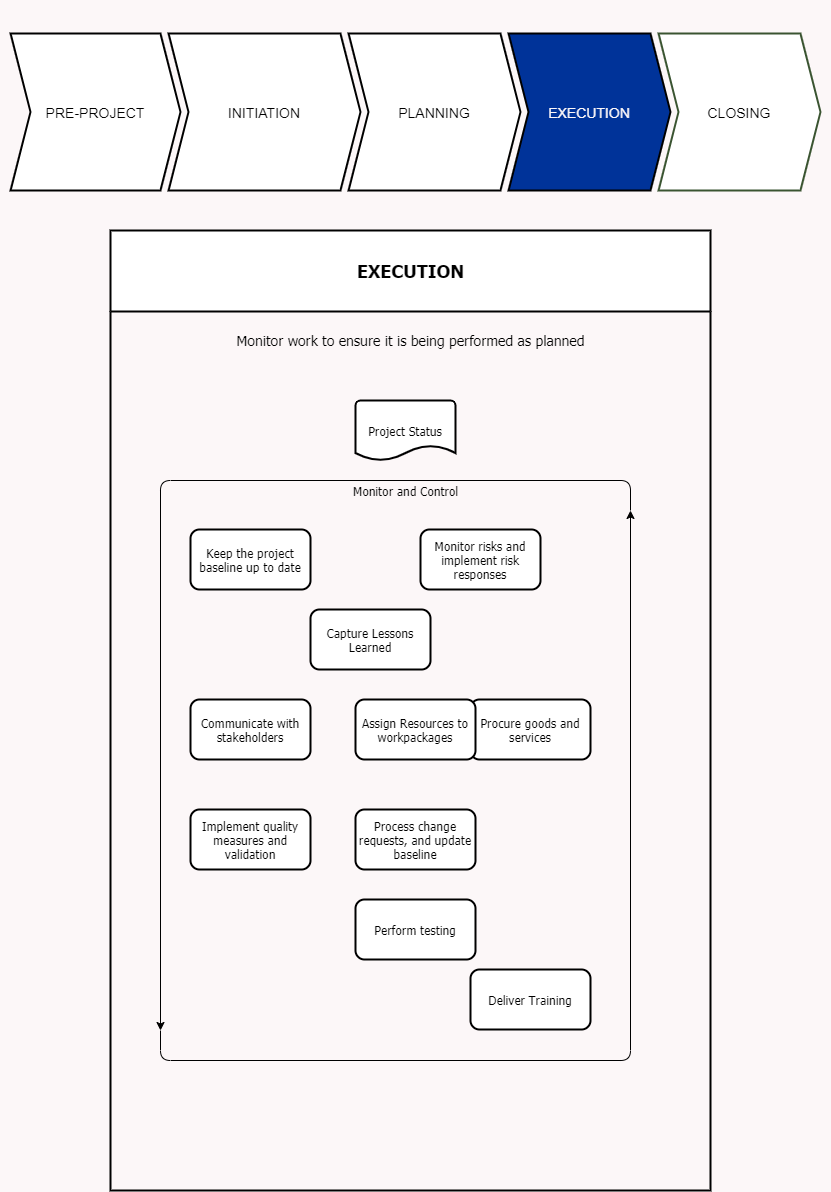 PRE-PROJECT
INITIATION
PLANNING
EXECUTION
CLOSING
EXECUTION
Monitor work to ensure it is being performed as planned
Project Status
Monitor and Control
Keep the project
baseline up to date
Monitor risks and
implement risk
responses
Capture Lessons
Learned
Communicate with
stakeholders
Assign Resources to
workpackages
Procure goods and
services
Implement quality
measures and
validation
Process change
requests, and update
baseline
Perform testing
Deliver Training